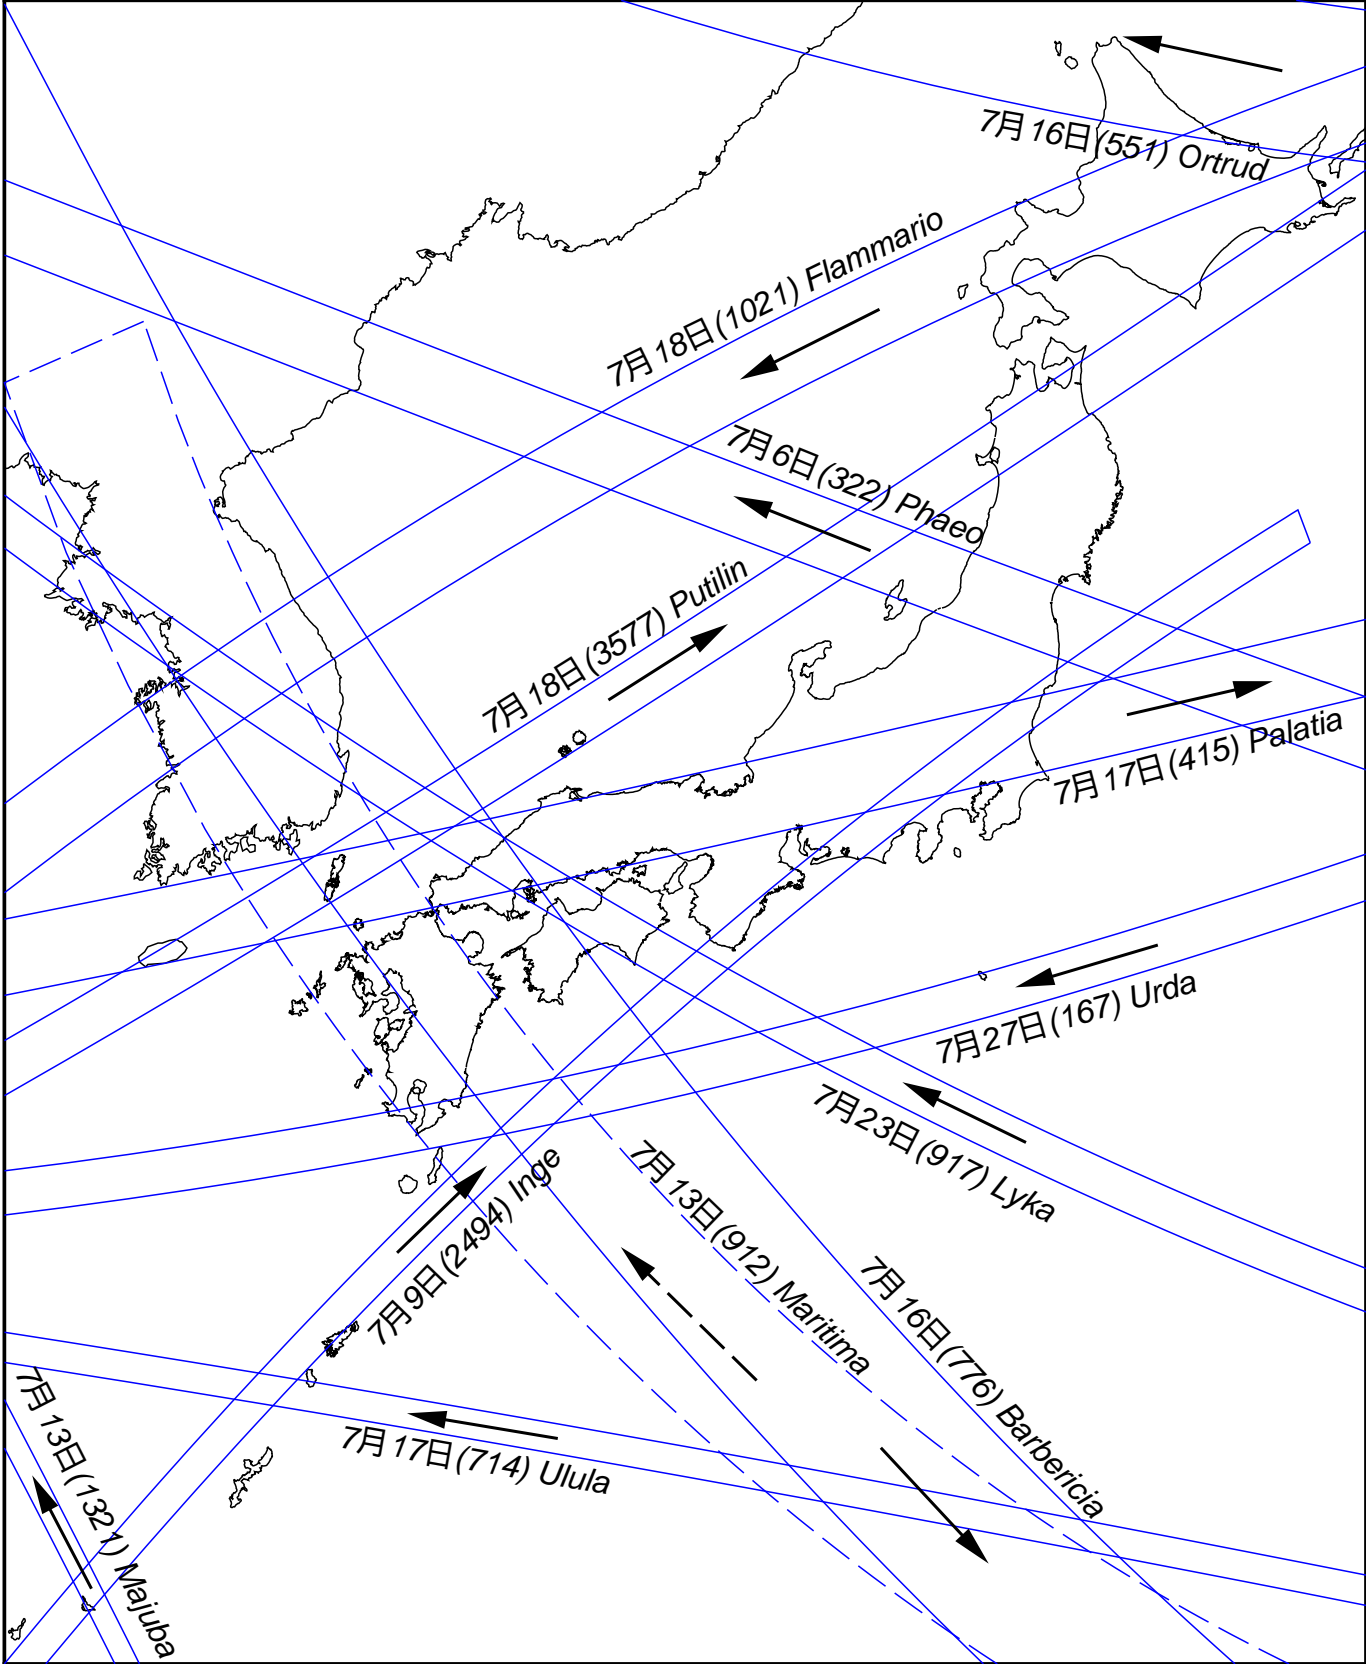 7月16日(551) Ortrud
7月18日(1021) Flammario
7月6日(322) Phaeo
7月18日(3577) Putilin
7月17日(415) Palatia
7月27日(167) Urda
7月23日(917) Lyka
7月13日(912) Maritima
7月9日(2494) Inge
7月16日(776) Barbericia
7月17日(714) Ulula
7月13日(1321) Majuba